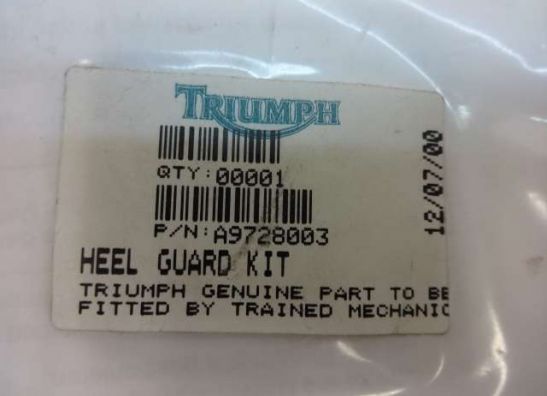 TRIUMPH
QTY:00001
P/N:A9728003
HEEL GUARD KIT
TRIUMPH GENUINE PART TO BE
FITTED BY TRAINED MECHANIC
12/07/00